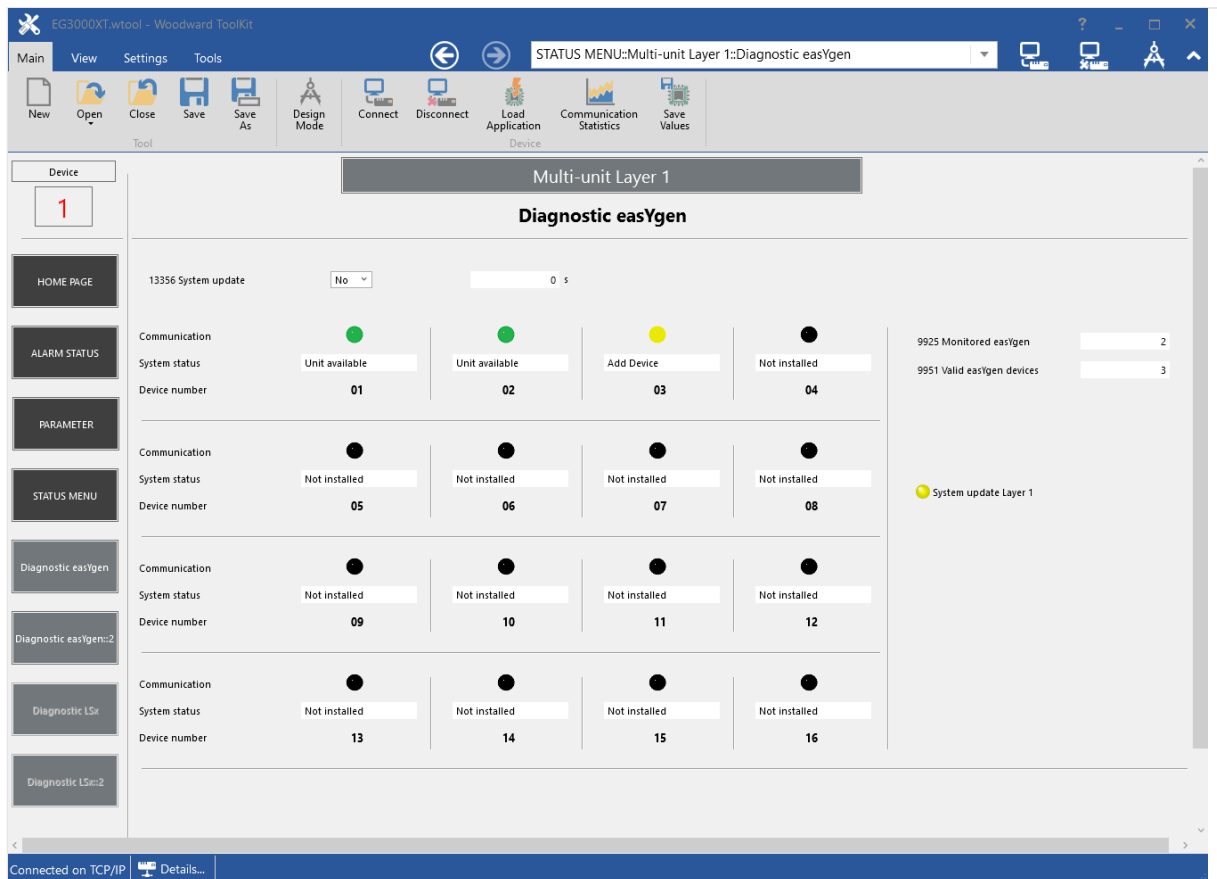 EG3000XT.wtool - Woodward ToolKit
?
Main View Settings Tools
STATUS MENU::Multi-unit Layer 1::Diagnostic easYgen
New Open Close Save Save As Design Mode Connect Disconnect Load Application Communication Statistics Save Values
Tool Device
Device
1
Multi-unit Layer 1
Diagnostic easYgen
HOME PAGE
ALARM STATUS
PARAMETER
STATUS MENU
Diagnostic easYgen
Diagnostic easYgen::2
Diagnostic LSx
Diagnostic LSx::2
13356 System update No 0 s
Communication
System status Unit available Unit available Add Device Not installed
Device number 01 02 03 04
Communication
System status Not installed Not installed Not installed Not installed
Device number 05 06 07 08
Communication
System status Not installed Not installed Not installed Not installed
Device number 09 10 11 12
Communication
System status Not installed Not installed Not installed Not installed
Device number 13 14 15 16
9925 Monitored easYgen 2
9951 Valid easYgen devices 3
System update Layer 1
Connected on TCP/IP Details...